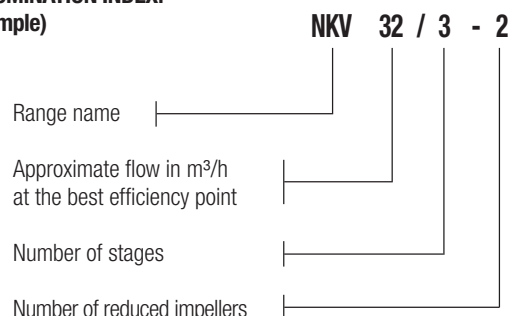 NKV 32 / 3 - 2
Range name
Approximate flow in m³/h
at the best efficiency point
Number of stages
Number of reduced impellers